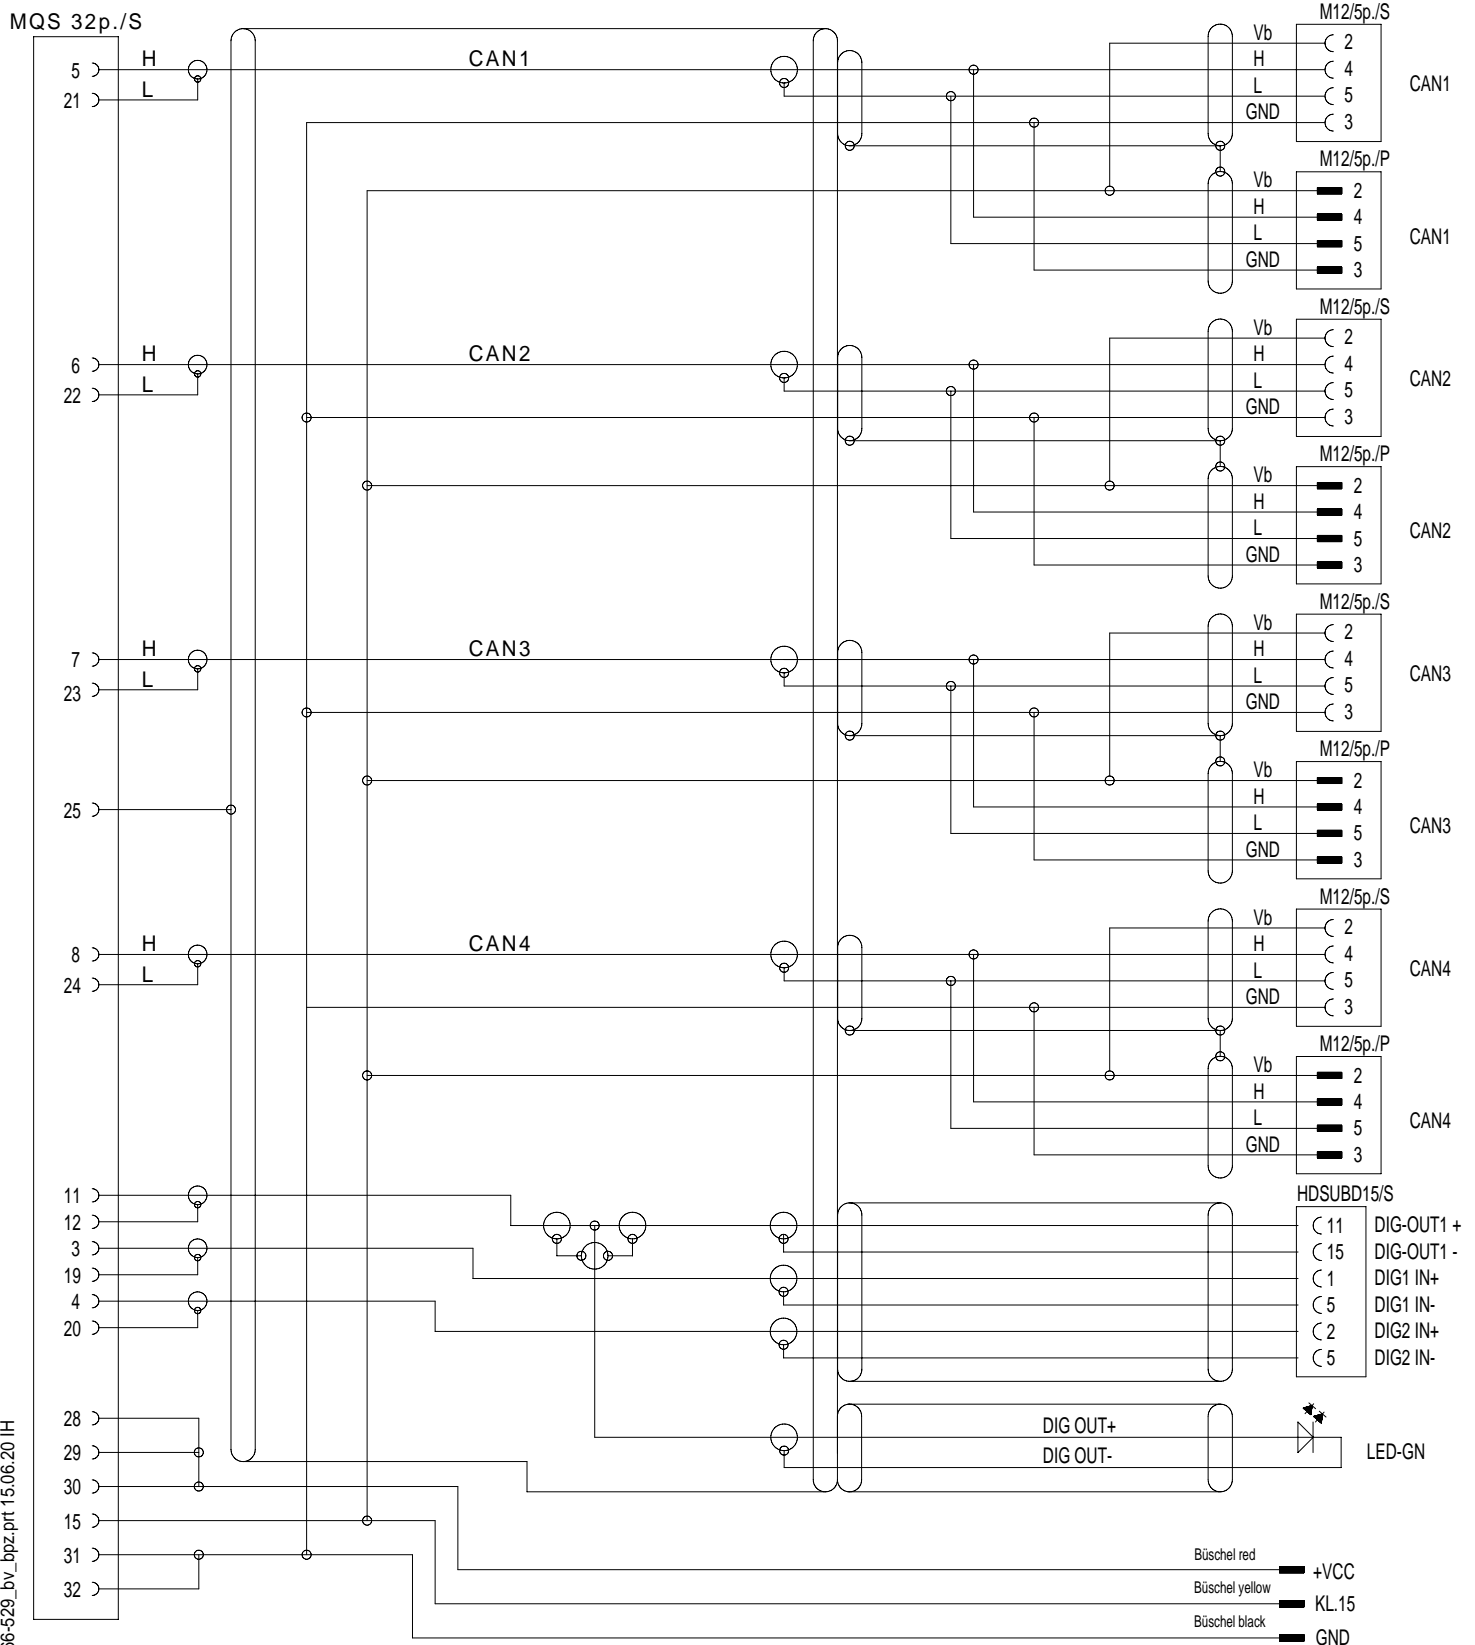 MQS 32p./S
M12/5p./S
5 H CAN1 Vb 2
21 L H 4 CAN1
L 5
GND 3
M12/5p./P
Vb 2
H 4
L 5 CAN1
GND 3
M12/5p./S
Vb 2
6 H CAN2 H 4
22 L L 5 CAN2
GND 3
M12/5p./P
Vb 2
H 4
L 5 CAN2
GND 3
M12/5p./S
Vb 2
7 H CAN3 H 4
23 L L 5 CAN3
GND 3
M12/5p./P
Vb 2
25 H 4
L 5 CAN3
GND 3
M12/5p./S
Vb 2
8 H CAN4 H 4
24 L L 5 CAN4
GND 3
M12/5p./P
Vb 2
H 4
L 5 CAN4
GND 3
HDSUBD15/S
11
12 11 DIG-OUT1 +
3 15 DIG-OUT1 -
19 1 DIG1 IN+
4 5 DIG1 IN-
20 2 DIG2 IN+
5 DIG2 IN-
28 DIG OUT+
29 DIG OUT- LED-GN
30
15
31 Büschel red +VCC
32 Büschel yellow KL.15
Büschel black GND
66-529_bv_bpz.prt 15.06.20 IH